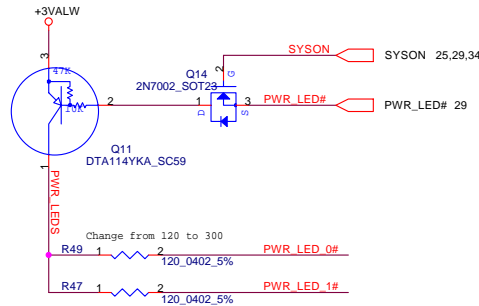 +3VALW
3
47K
10K
2
Q11
DTA114YKA_SC59
1
PWR_LEDS
Q14
2N7002_SOT23
2
G
1
D
S
3
SYSON
SYSON 25,29,34
PWR_LED#
PWR_LED# 29
Change from 120 to 300
R49
1
2
120_0402_5%
PWR_LED_0#
R47
1
2
120_0402_5%
PWR_LED_1#